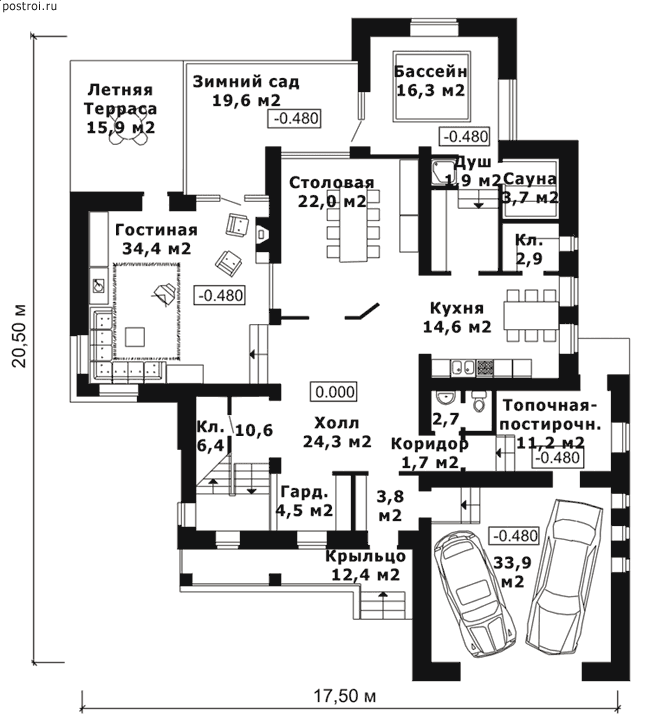 postroi.ru
Бассейн
16,3 м2
Зимний сад
19,6 м2
-0.480
Летняя
Терраса
15,9 м2
-0.480
Душ
1,9 м2
Сауна
3,7 м2
Столовая
22,0 м2
Гостиная
34,4 м2
Кл.
2,9
-0.480
Кухня
14,6 м2
20,50 м
0.000
Холл
24,3 м2
Кл.
6,4
10,6
2,7
Топочная-
постирочн.
11,2 м2
-0.480
Коридор
1,7 м2
Гард.
4,5 м2
3,8
м2
-0.480
33,9
м2
Крыльцо
12,4 м2
17,50 м